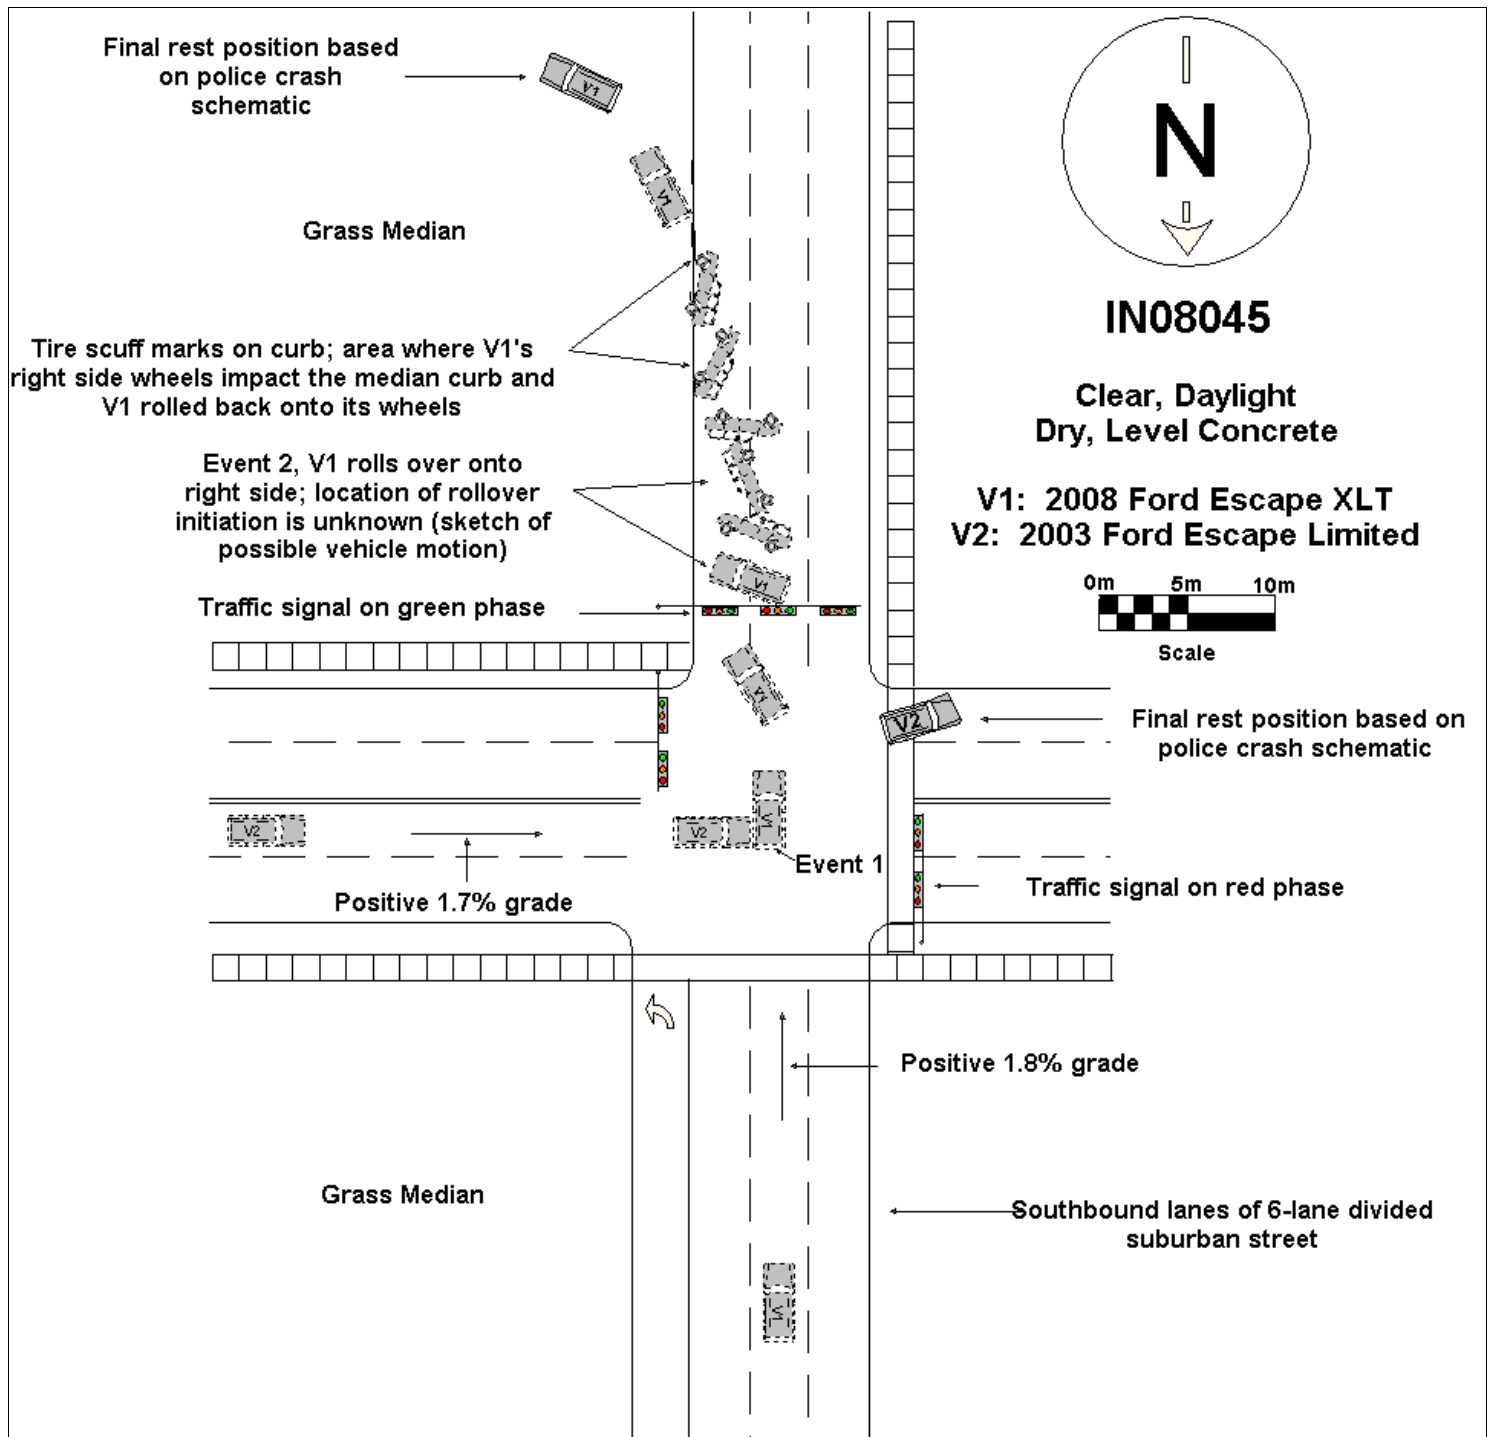 Final rest position based
on police crash
schematic
V1
N
V1
Grass Median
IN08045
Tire scuff marks on curb; area where V1's
right side wheels impact the median curb and
V1 rolled back onto its wheels
Clear, Daylight
Dry, Level Concrete
Event 2, V1 rolls over onto
right side; location of rollover
initiation is unknown (sketch of
possible vehicle motion)
V1: 2008 Ford Escape XLT
V2: 2003 Ford Escape Limited
V1
0m 5m 10m
Scale
Traffic signal on green phase
V1
V2
Final rest position based on
police crash schematic
V2
V2
V1
Event 1
Positive 1.7% grade
Traffic signal on red phase
Positive 1.8% grade
Grass Median
Southbound lanes of 6-lane divided
suburban street
V1